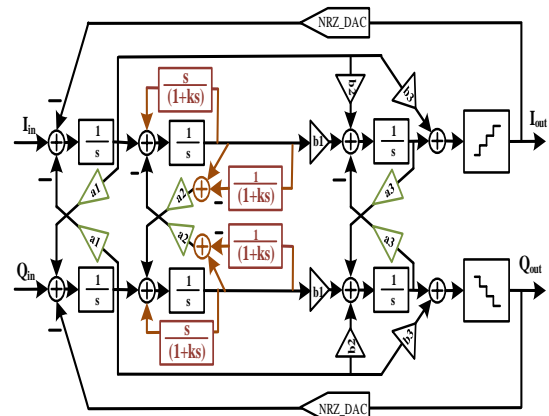 NRZ_DAC
b2
b3
s
(1+ks)
I_in
1
s
1
s
b1
1
s
I_out
a1
a2
1
(1+ks)
a3
a1
a2
1
(1+ks)
a3
Q_in
1
s
1
s
b1
1
s
Q_out
s
(1+ks)
b2
b3
NRZ_DAC